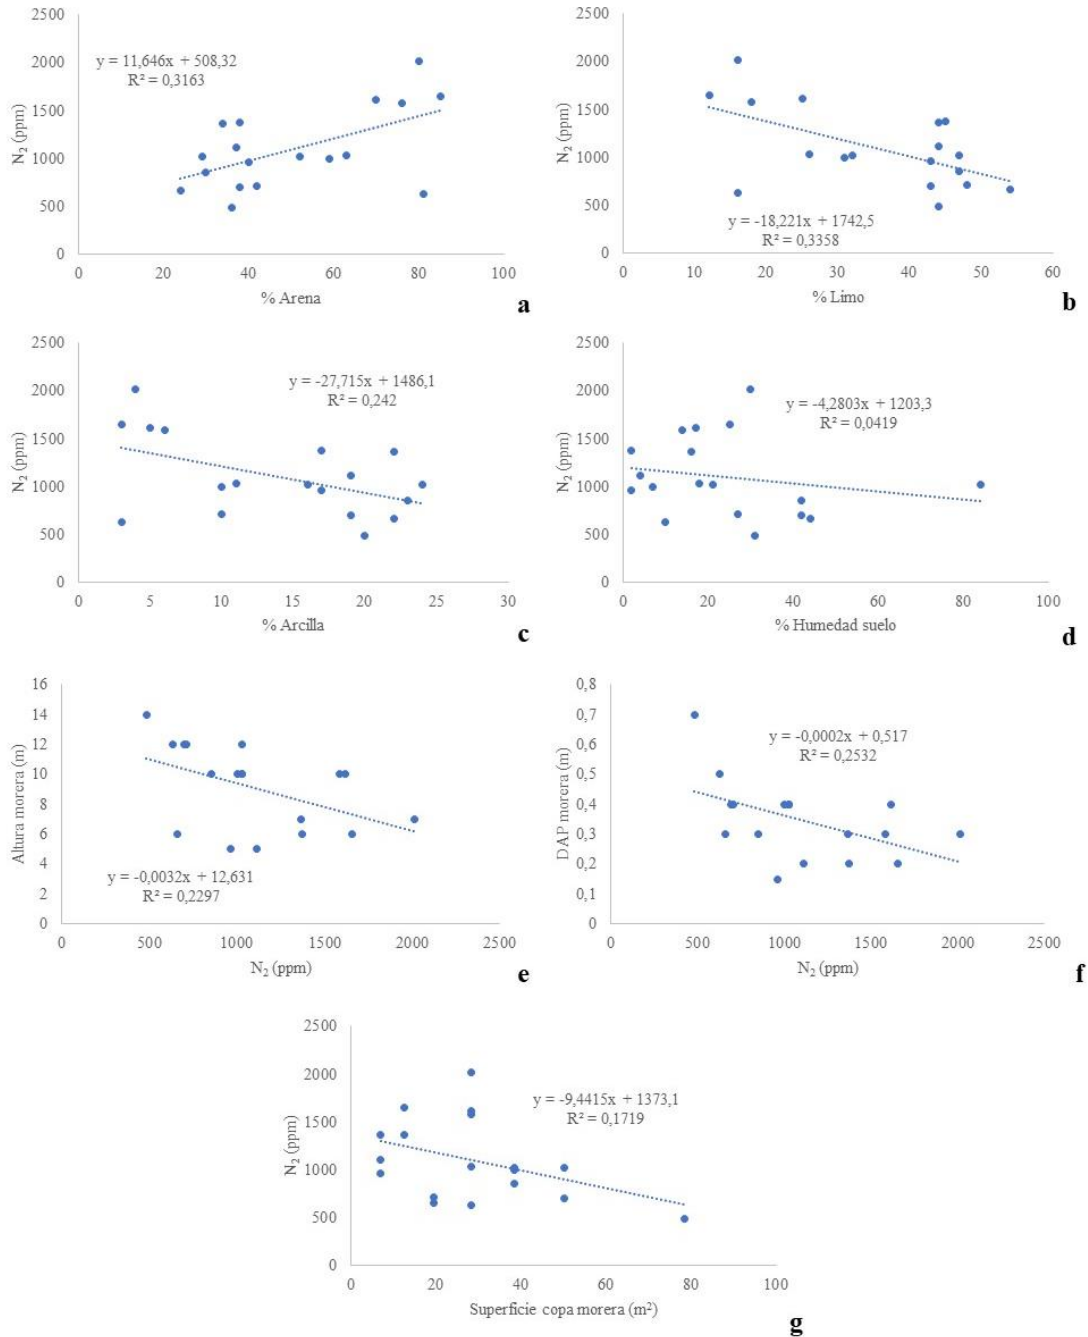 2500
2000
1500
1000
500
0
N₂ (ppm)
y = 11,646x + 508,32
R² = 0,3163
0 20 40 60 80 100
% Arena
a
2500
2000
1500
1000
500
0
N₂ (ppm)
y = -18,221x + 1742,5
R² = 0,3358
0 10 20 30 40 50 60
% Limo
b
2500
2000
1500
1000
500
0
N₂ (ppm)
y = -27,715x + 1486,1
R² = 0,242
0 5 10 15 20 25 30
% Arcilla
c
2500
2000
1500
1000
500
0
N₂ (ppm)
y = -4,2803x + 1203,3
R² = 0,0419
0 20 40 60 80 100
% Humedad suelo
d
16
14
12
10
8
6
4
2
0
Altura morera (m)
y = -0,0032x + 12,631
R² = 0,2297
0 500 1000 1500 2000 2500
N₂ (ppm)
e
0,8
0,7
0,6
0,5
0,4
0,3
0,2
0,1
0
DAP morera (m)
y = -0,0002x + 0,517
R² = 0,2532
0 500 1000 1500 2000 2500
N₂ (ppm)
f
2500
2000
1500
1000
500
0
N₂ (ppm)
y = -9,4415x + 1373,1
R² = 0,1719
0 20 40 60 80 100
Superficie copa morera (m²)
g